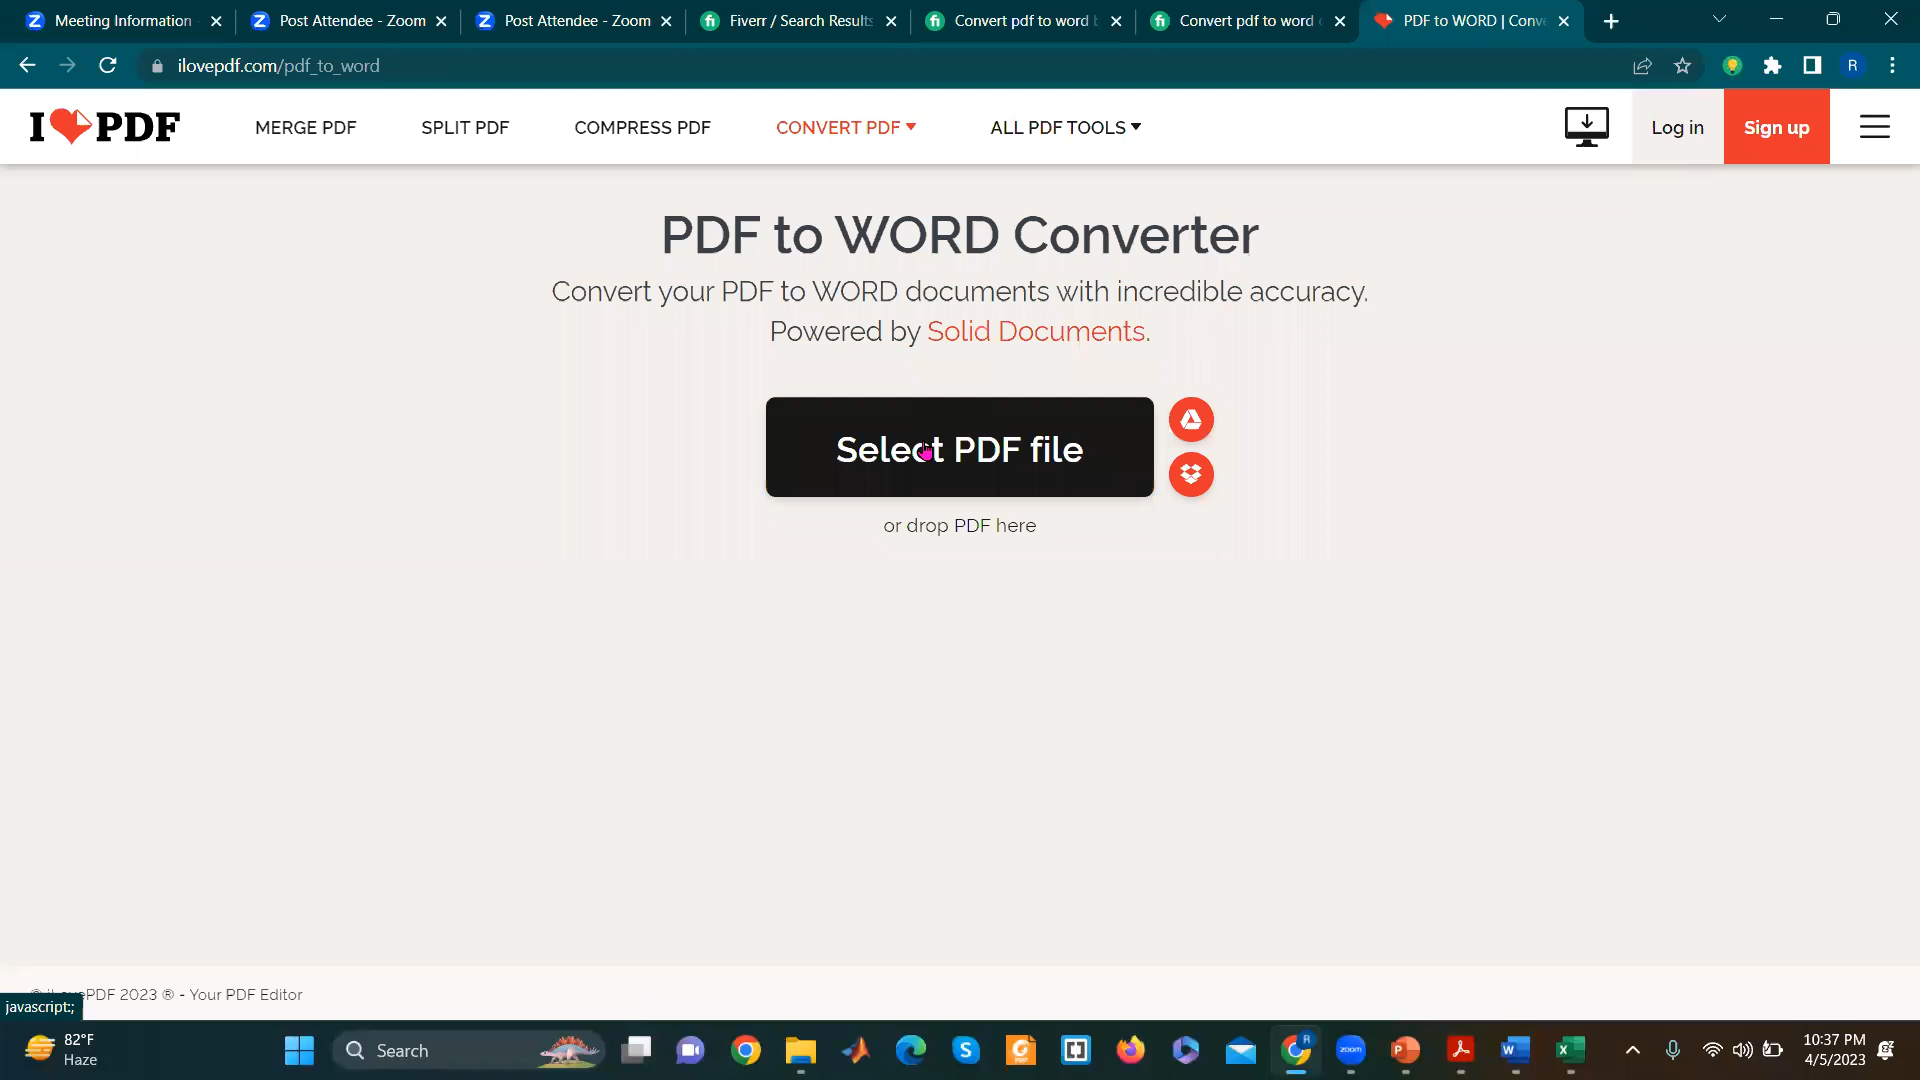 Meeting Information
Post Attendee - Zoom
Post Attendee - Zoom
Fiverr / Search Results
Convert pdf to word
Convert pdf to word
PDF to WORD | Conve
ilovepdf.com/pdf_to_word
R
I PDF
MERGE PDF
SPLIT PDF
COMPRESS PDF
CONVERT PDF
ALL PDF TOOLS
Log in
Sign up
PDF to WORD Converter
Convert your PDF to WORD documents with incredible accuracy.
Powered by Solid Documents.
Select PDF file
or drop PDF here
PDF 2023 ® - Your PDF Editor
javascript:;
82°F
Haze
Search
R
zoom
10:37 PM
4/5/2023